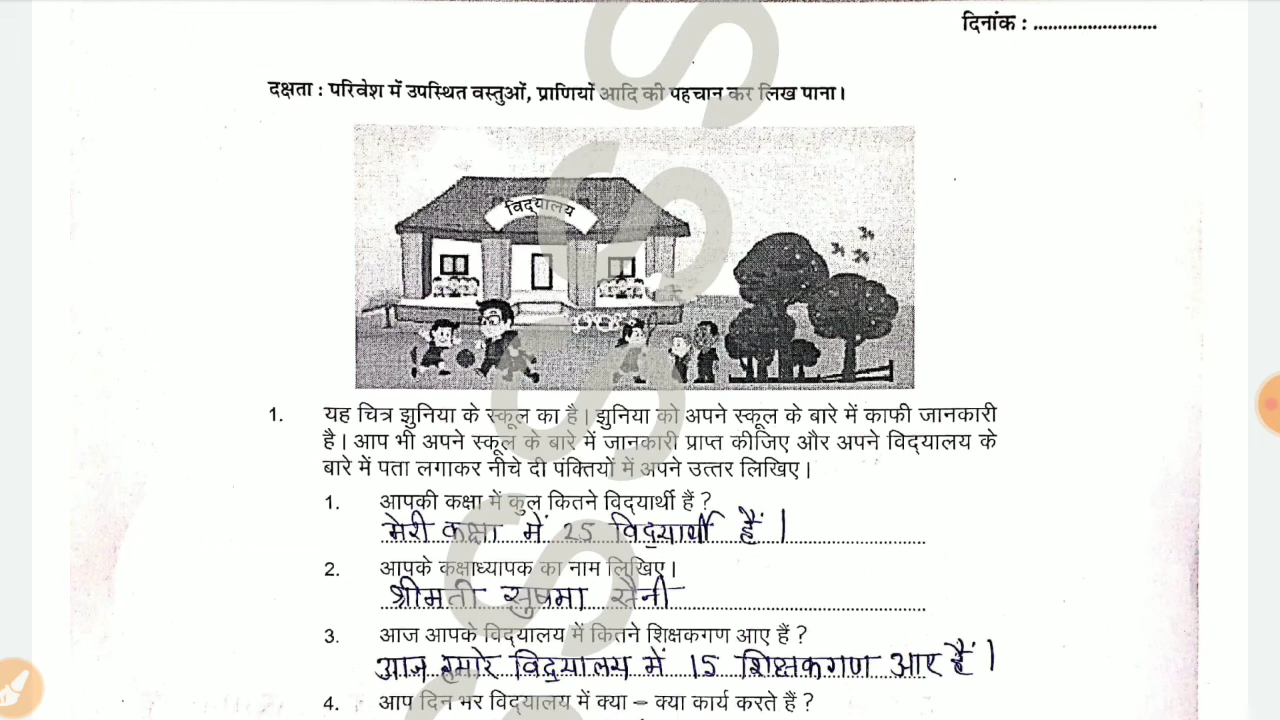 दिनांक : ..........................
दक्षता : परिवेश में उपस्थित वस्तुओं, प्राणियों आदि की पहचान कर लिख पाना।
विद्यालय
1. यह चित्र झुनिया के स्कूल का है। झुनिया को अपने स्कूल के बारे में काफी जानकारी
है। आप भी अपने स्कूल के बारे में जानकारी प्राप्त कीजिए और अपने विद्यालय के
बारे में पता लगाकर नीचे दी पंक्तियों में अपने उत्तर लिखिए।
1. आपकी कक्षा में कुल कितने विद्यार्थी हैं ?
मेरी कक्षा में 25 विद्यार्थी हैं ।
2. आपके कक्षाध्यापक का नाम लिखिए।
श्रीमती सुषमा सैनी
3. आज आपके विद्यालय में कितने शिक्षकगण आए हैं ?
आज हमारे विद्यालय में 15 शिक्षकगण आए हैं ।
4. आप दिन भर विद्यालय में क्या – क्या कार्य करते हैं ?